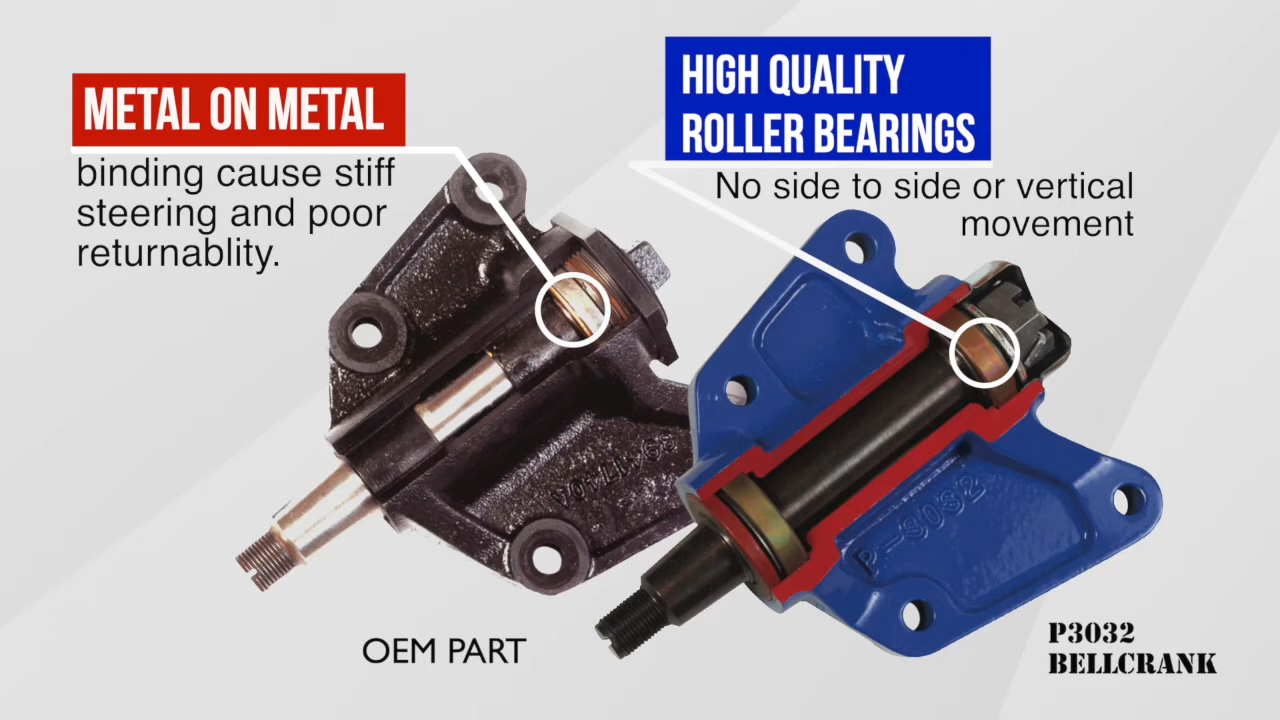 METAL ON METAL
binding cause stiff
steering and poor
returnablity.
HIGH QUALITY
ROLLER BEARINGS
No side to side or vertical
movement
P-3032
OEM PART
P3032
BELLCRANK